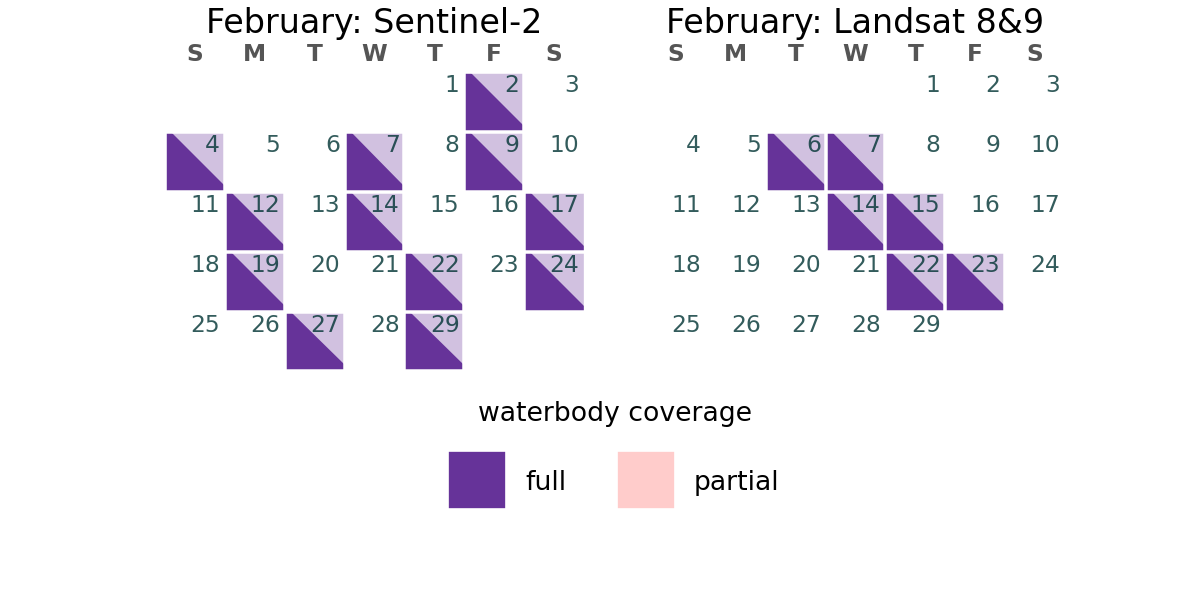 February: Sentinel-2
S M T W T F S
1 2 3
4 5 6 7 8 9 10
11 12 13 14 15 16 17
18 19 20 21 22 23 24
25 26 27 28 29
February: Landsat 8&9
S M T W T F S
1 2 3
4 5 6 7 8 9 10
11 12 13 14 15 16 17
18 19 20 21 22 23 24
25 26 27 28 29
waterbody coverage
full partial